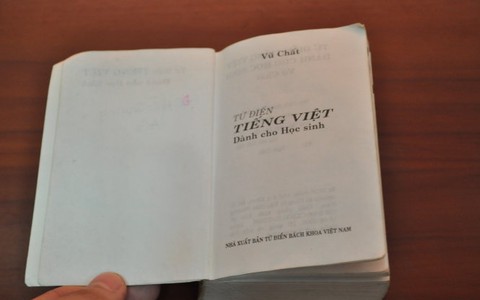 Vũ Chất
TỪ ĐIỂN
TIẾNG VIỆT
Dành cho Học sinh
NHÀ XUẤT BẢN TỪ ĐIỂN BÁCH KHOA VIỆT NAM